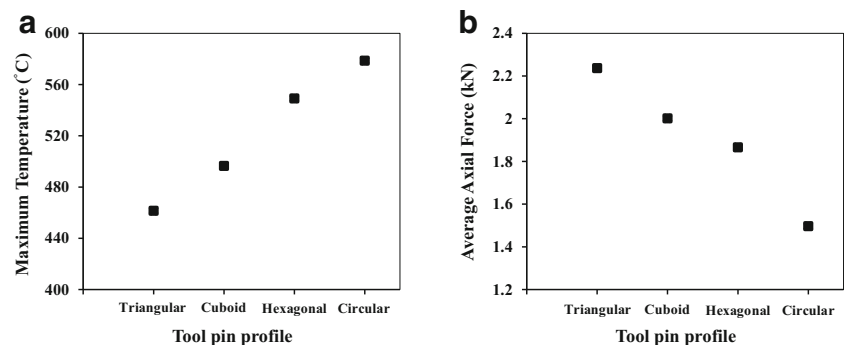 a
600
560
520
480
440
400
Maximum Temperature (°C)
Triangular Cuboid Hexagonal Circular
Tool pin profile
b
2.4
2.2
2
1.8
1.6
1.4
1.2
Average Axial Force (kN)
Triangular Cuboid Hexagonal Circular
Tool pin profile